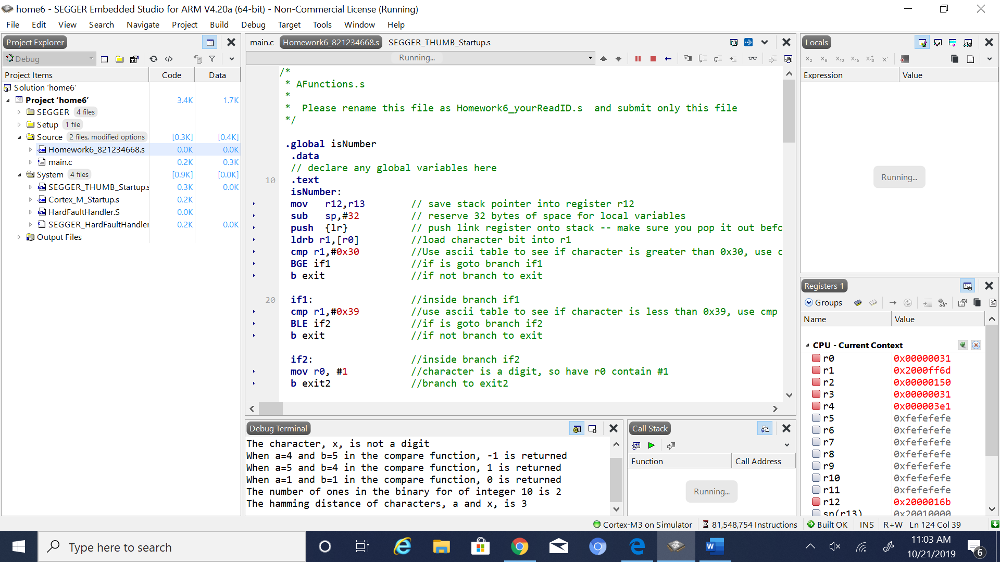 home6 - SEGGER Embedded Studio for ARM V4.20a (64-bit) - Non-Commercial License (Running)
File Edit View Search Navigate Project Build Debug Target Tools Window Help
Project Explorer
Debug
Project Items Code Data
Solution 'home6'
Project 'home6' 3.4K 1.7K
SEGGER 4 files
Setup 1 file
Source 2 files, modified options [0.3K] [0.4K]
Homework6_821234668.s 0.0K 0.0K
main.c 0.2K 0.3K
System 4 files [0.9K] [0.0K]
SEGGER_THUMB_Startup.s 0.3K 0.0K
Cortex_M_Startup.s 0.2K
HardFaultHandler.S 0.0K
SEGGER_HardFaultHandler 0.2K 0.0K
Output Files
main.c Homework6_821234668.s SEGGER_THUMB_Startup.s
Running...
/*
* AFunctions.s
*
* Please rename this file as Homework6_yourReadID.s and submit only this file
*/
.global isNumber
.data
// declare any global variables here
10 .text
isNumber:
mov r12,r13 // save stack pointer into register r12
sub sp,#32 // reserve 32 bytes of space for local variables
push {lr} // push link register onto stack -- make sure you pop it out befo
ldrb r1,[r0] //load character bit into r1
cmp r1,#0x30 //Use ascii table to see if character is greater than 0x30, use c
BGE if1 //if is goto branch if1
b exit //if not branch to exit
20 if1: //inside branch if1
cmp r1,#0x39 //use ascii table to see if character is less than 0x39, use cmp
BLE if2 //if is goto branch if2
b exit //if not branch to exit
if2: //inside branch if2
mov r0, #1 //character is a digit, so have r0 contain #1
b exit2 //branch to exit2
Debug Terminal
The character, x, is not a digit
When a=4 and b=5 in the compare function, -1 is returned
When a=5 and b=4 in the compare function, 1 is returned
When a=1 and b=1 in the compare function, 0 is returned
The number of ones in the binary for of integer 10 is 2
The hamming distance of characters, a and x, is 3
Call Stack
Function Call Address
Running...
Locals
x2 x8 x10 x16 x±10 'x'
Expression Value
Running...
Registers 1
Groups
Name Value
CPU - Current Context
r0 0x00000031
r1 0x2000ff6d
r2 0x00000150
r3 0x00000031
r4 0x000003e1
r5 0xfefefefe
r6 0xfefefefe
r7 0xfefefefe
r8 0xfefefefe
r9 0xfefefefe
r10 0xfefefefe
r11 0xfefefefe
r12 0x2000016b
sp(r13) 0x20010000
Cortex-M3 on Simulator 81,548,754 Instructions Built OK INS R+W Ln 124 Col 39
Type here to search
11:03 AM
10/21/2019
6